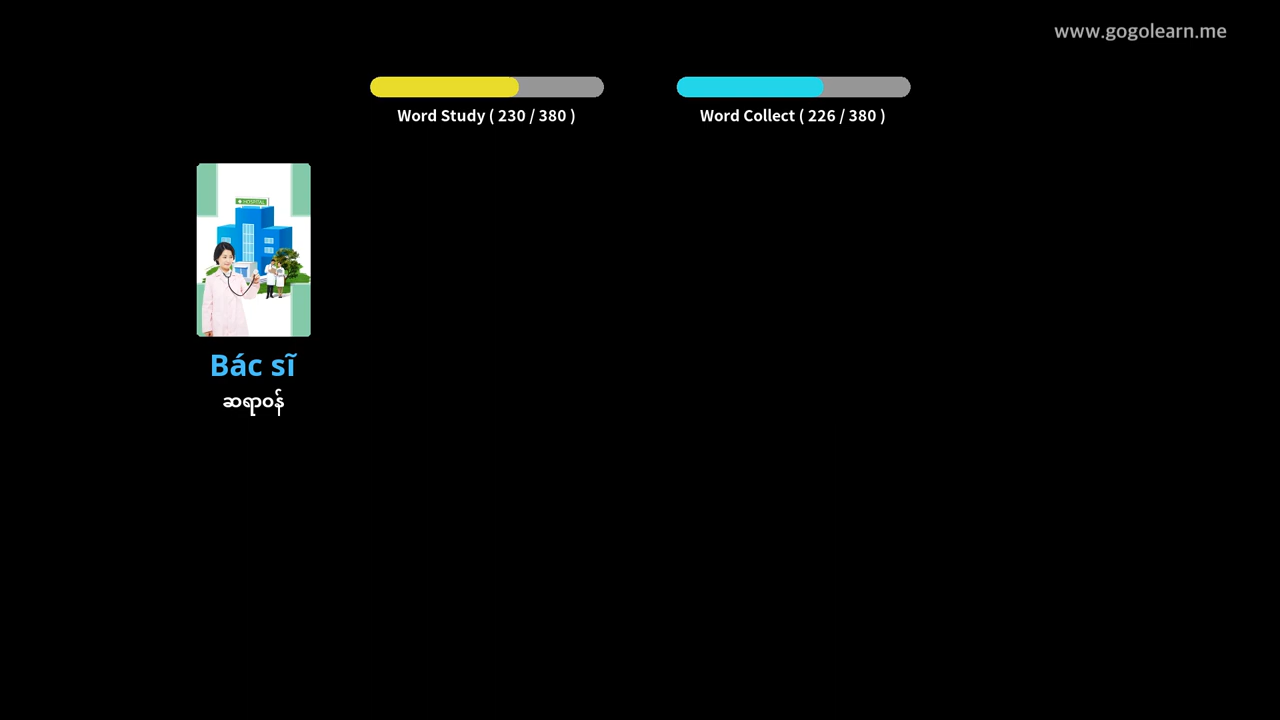 www.gogolearn.me
Word Study ( 230 / 380 )
Word Collect ( 226 / 380 )
HOSPITAL
Bác sĩ
ဆရာဝန်